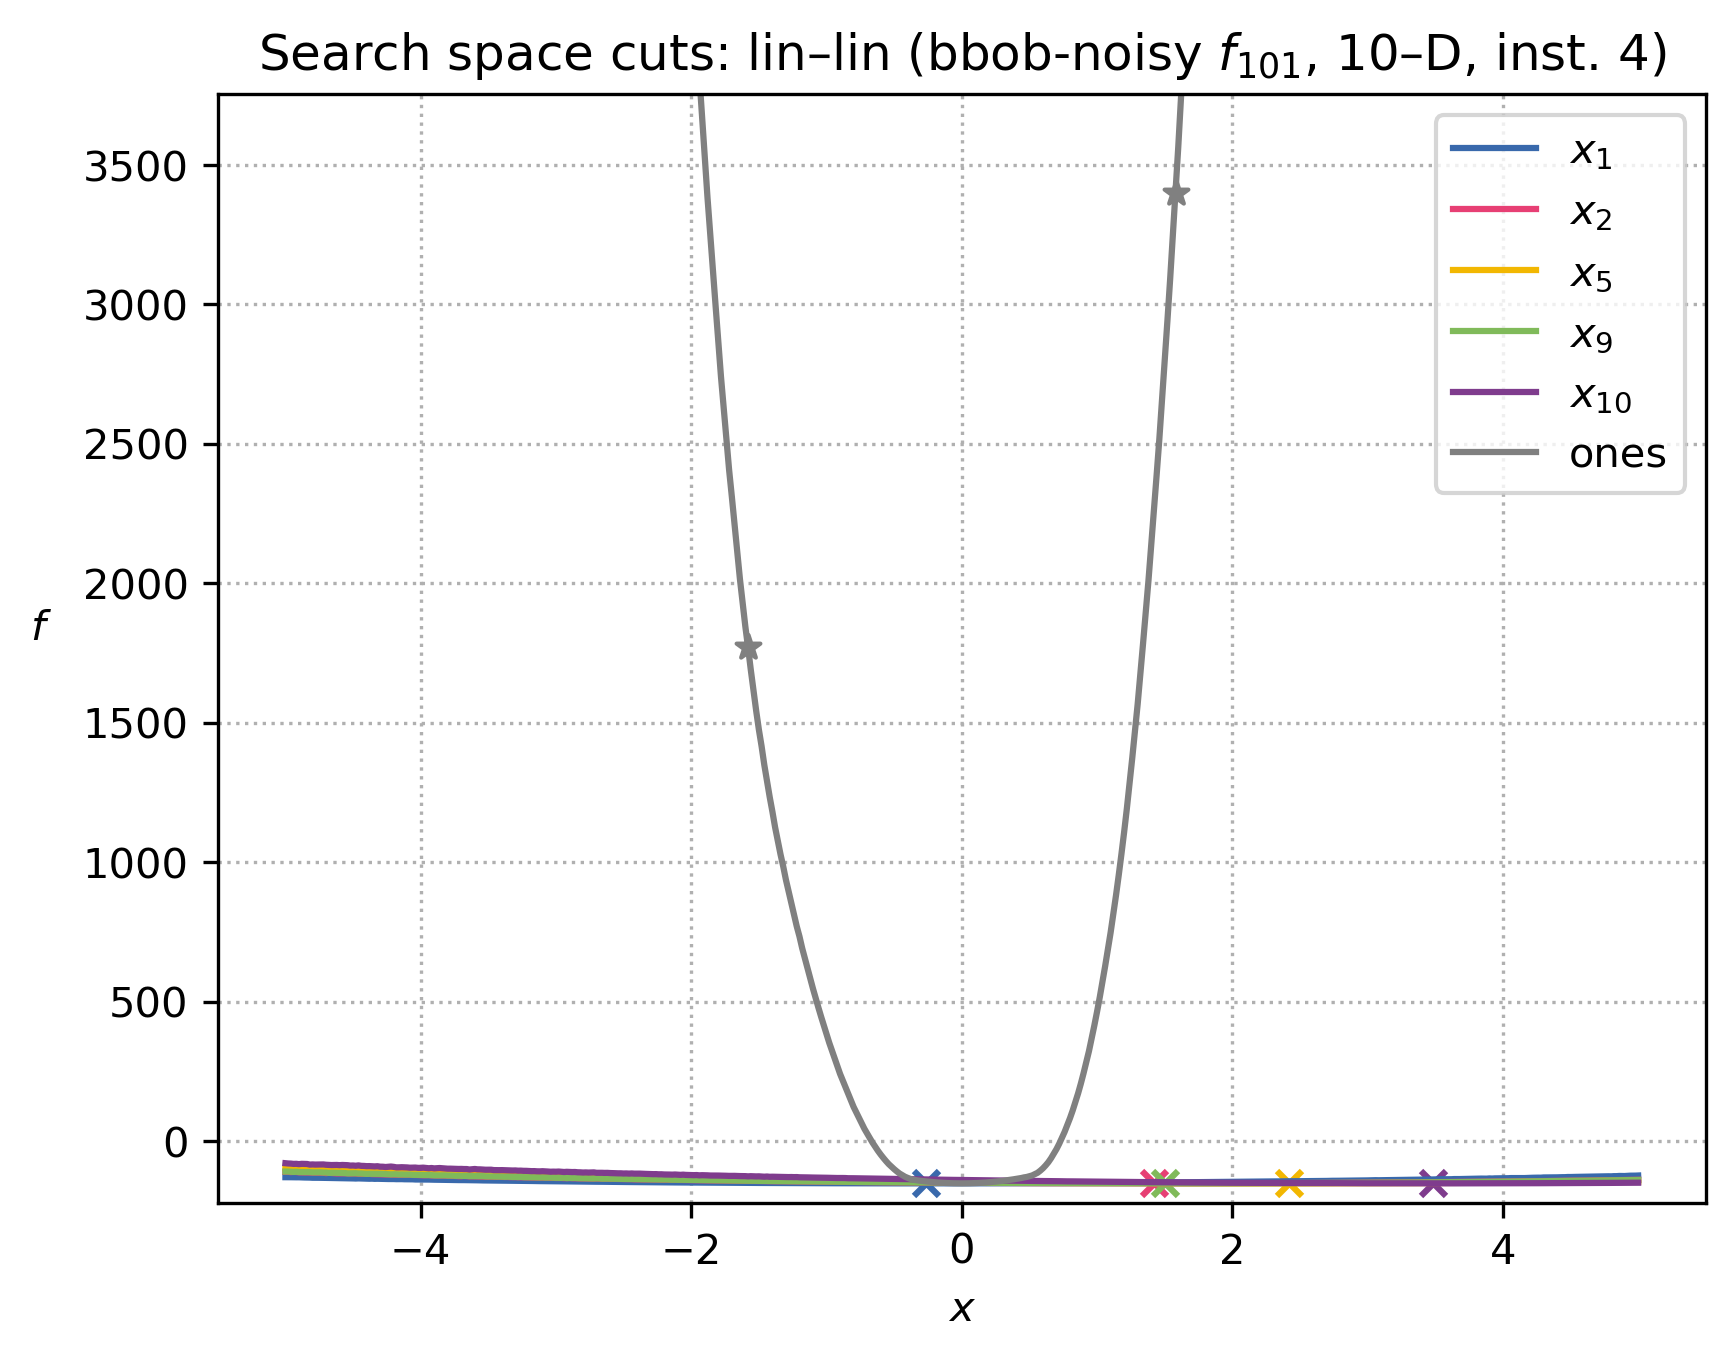 Search space cuts: lin–lin (bbob-noisy f₁₀₁, 10–D, inst. 4)
3500
3000
2500
2000
1500
1000
500
0
f
−4
−2
0
2
4
x
x₁
x₂
x₅
x₉
x₁₀
ones